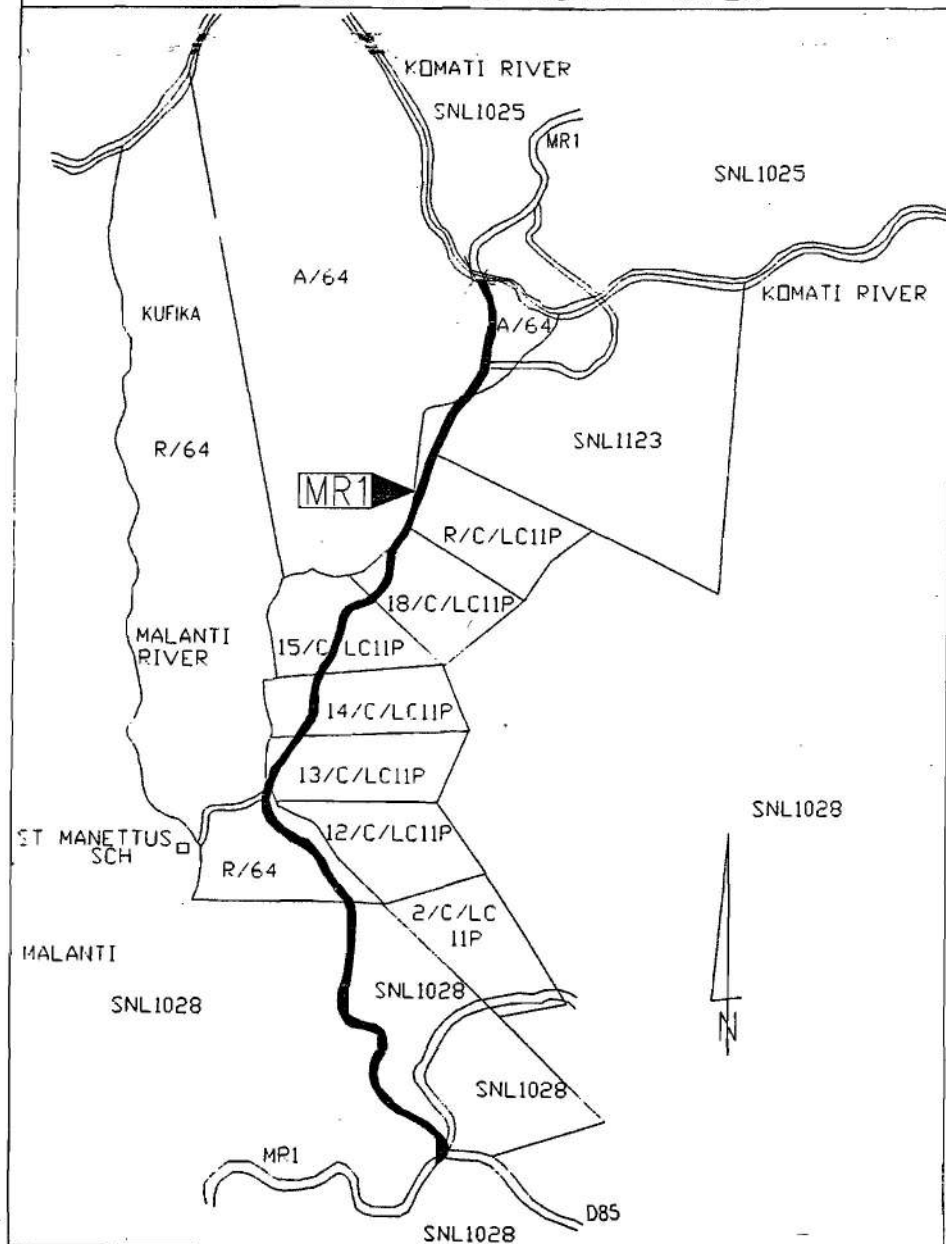 KOMATI RIVER
SNL1025
MR1
SNL1025
A/64
KOMATI RIVER
KUFIKA
A/64
R/64
SNL1123
MR1
R/C/LC11P
18/C/LC11P
MALANTI
RIVER
15/C/LC11P
14/C/LC11P
13/C/LC11P
SNL1028
12/C/LC11P
ST MANETTUS
SCH
R/64
2/C/LC
11P
MALANTI
SNL1028
SNL1028
N
SNL1028
MR1
D85
SNL1028